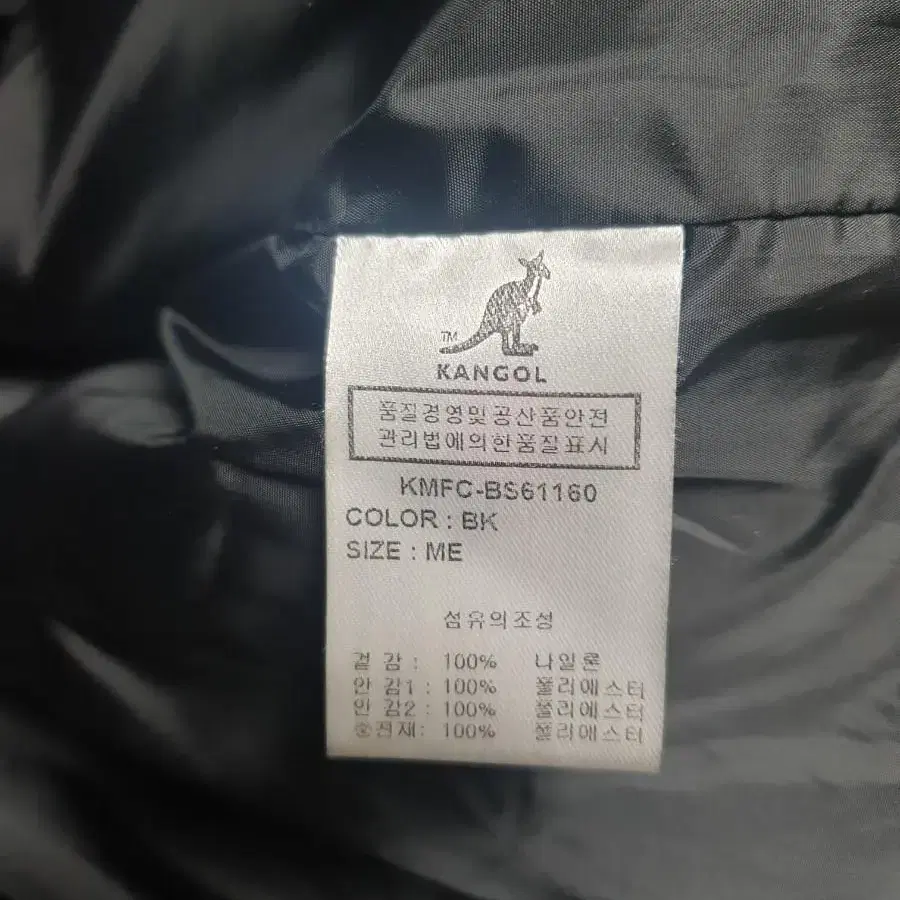 TM
KANGOL
품질경영및공산품안전
관리법에의한품질표시
KMFC-BS61160
COLOR : BK
SIZE : ME
섬유의조성
겉 감 : 100% 나일론
안 감1 : 100% 폴리에스터
안 감2 : 100% 폴리에스터
충전재: 100% 폴리에스터